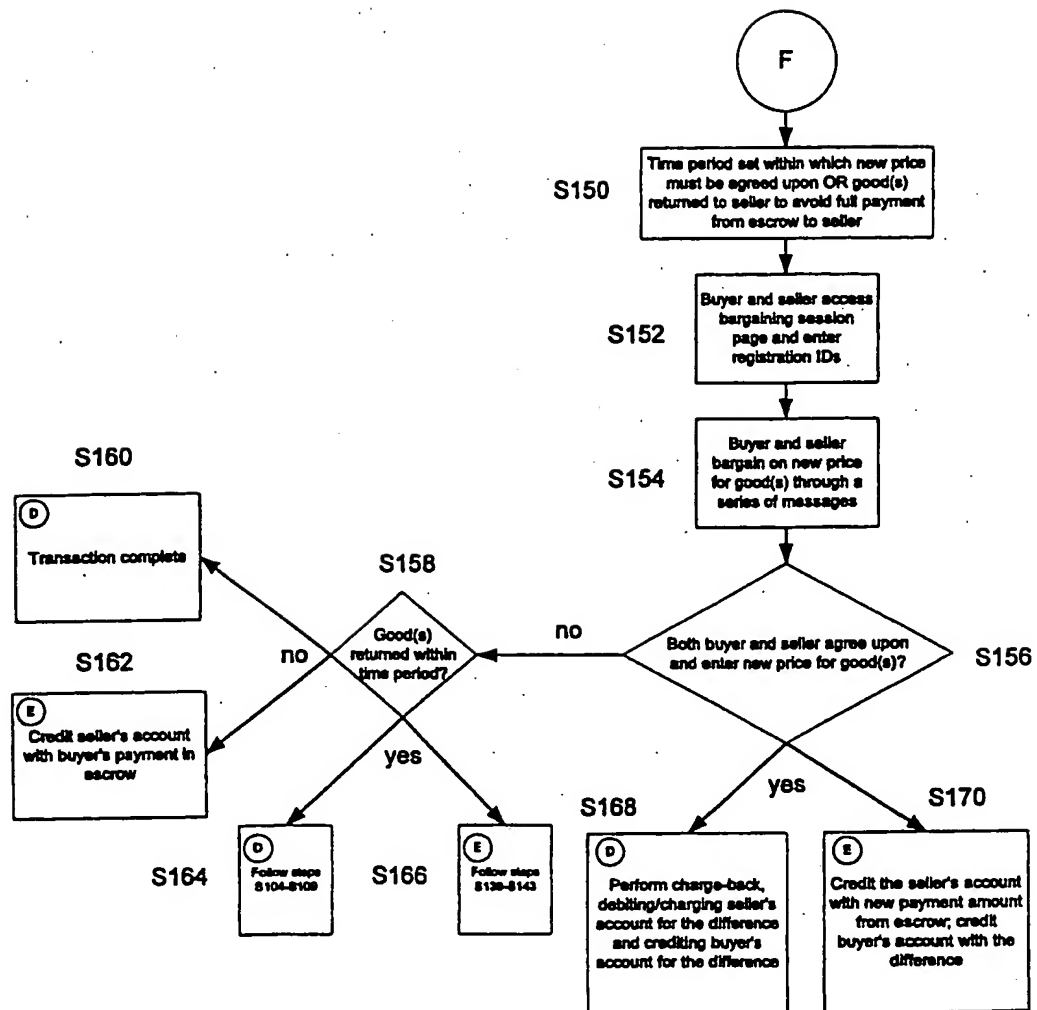 F
S150
Time period set within which new price
must be agreed upon OR good(s)
returned to seller to avoid full payment
from escrow to seller
S152
Buyer and seller access
bargaining session
page and enter
registration IDs
S154
Buyer and seller
bargain on new price
for good(s) through a
series of messages
S156
Both buyer and seller agree upon
and enter new price for good(s)?
no
yes
S158
Good(s)
returned within
time period?
no
yes
S160
D
Transaction complete
S162
E
Credit seller's account
with buyer's payment in
escrow
S164
D
Follow steps
S104-S109
S166
E
Follow steps
S139-S143
S168
D
Perform charge-back,
debiting/charging seller's
account for the difference
and crediting buyer's
account for the difference
S170
E
Credit the seller's account
with new payment amount
from escrow; credit
buyer's account with the
difference